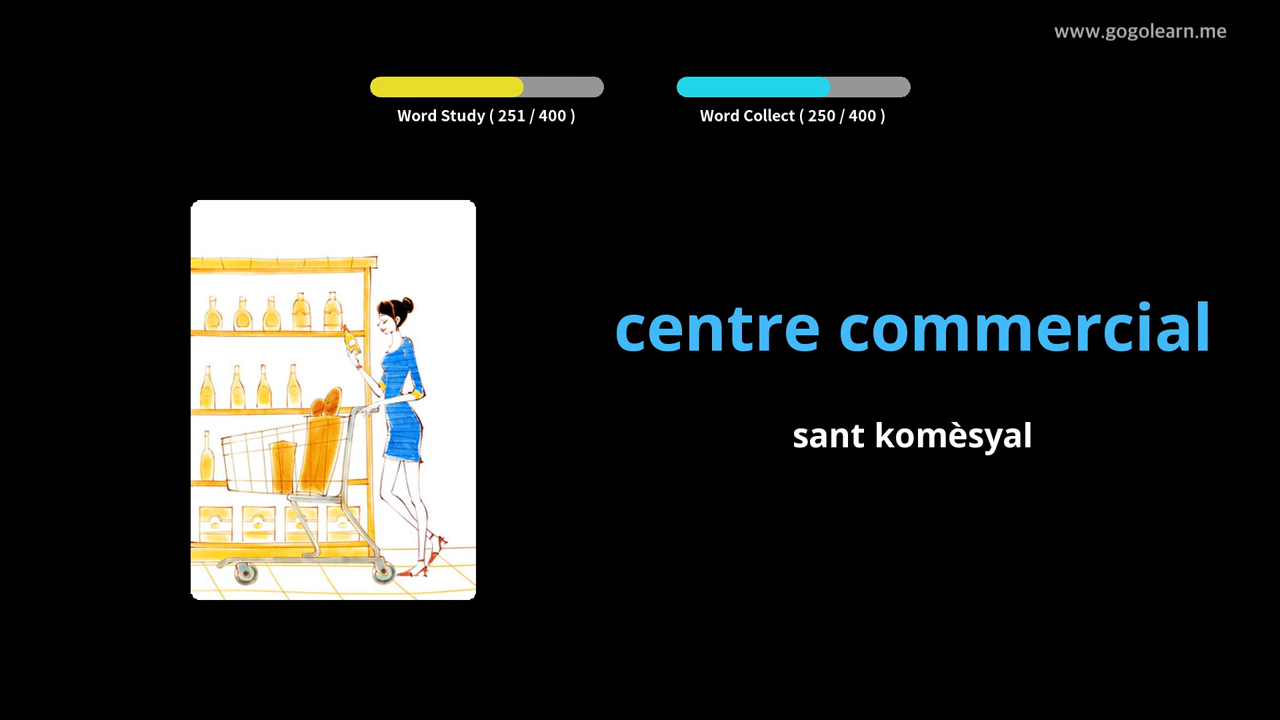 www.gogolearn.me
Word Study ( 251 / 400 )
Word Collect ( 250 / 400 )
centre commercial
sant komèsyal